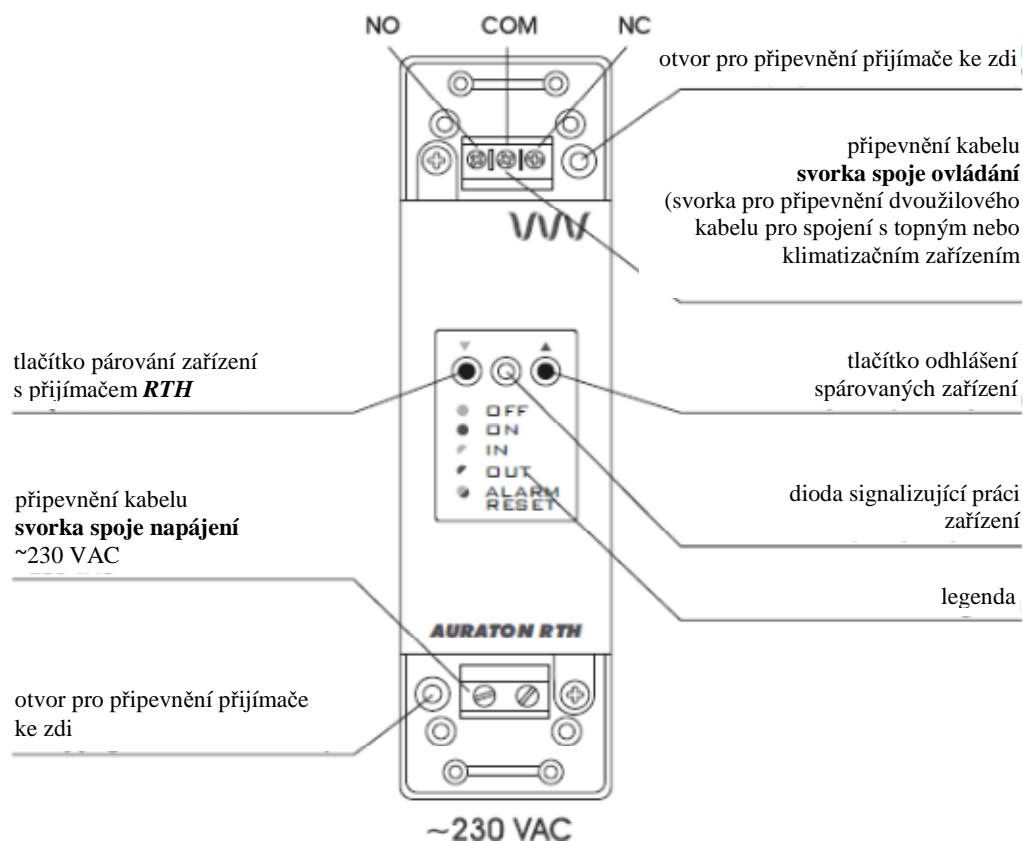 NO COM NC
otvor pro připevnění přijímače ke zdi
připevnění kabelu
svorka spoje ovládání
(svorka pro připevnění dvoužilového
kabelu pro spojení s topným nebo
klimatizačním zařízením
tlačítko párování zařízení
s přijímačem RTH
tlačítko odhlášení
spárovaných zařízení
OFF
ON
IN
OUT
ALARM
RESET
připevnění kabelu
svorka spoje napájení
~230 VAC
dioda signalizující práci
zařízení
legenda
AURATON RTH
otvor pro připevnění přijímače
ke zdi
~230 VAC